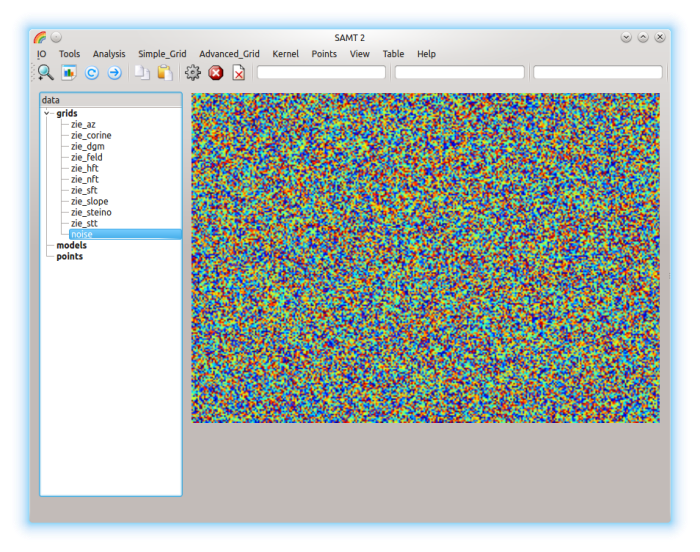 SAMT 2
IO Tools Analysis Simple_Grid Advanced_Grid Kernel Points View Table Help
data
grids
zie_az
zie_corine
zie_dgm
zie_feld
zie_hft
zie_nft
zie_sft
zie_slope
zie_steino
zie_stt
noise
models
points